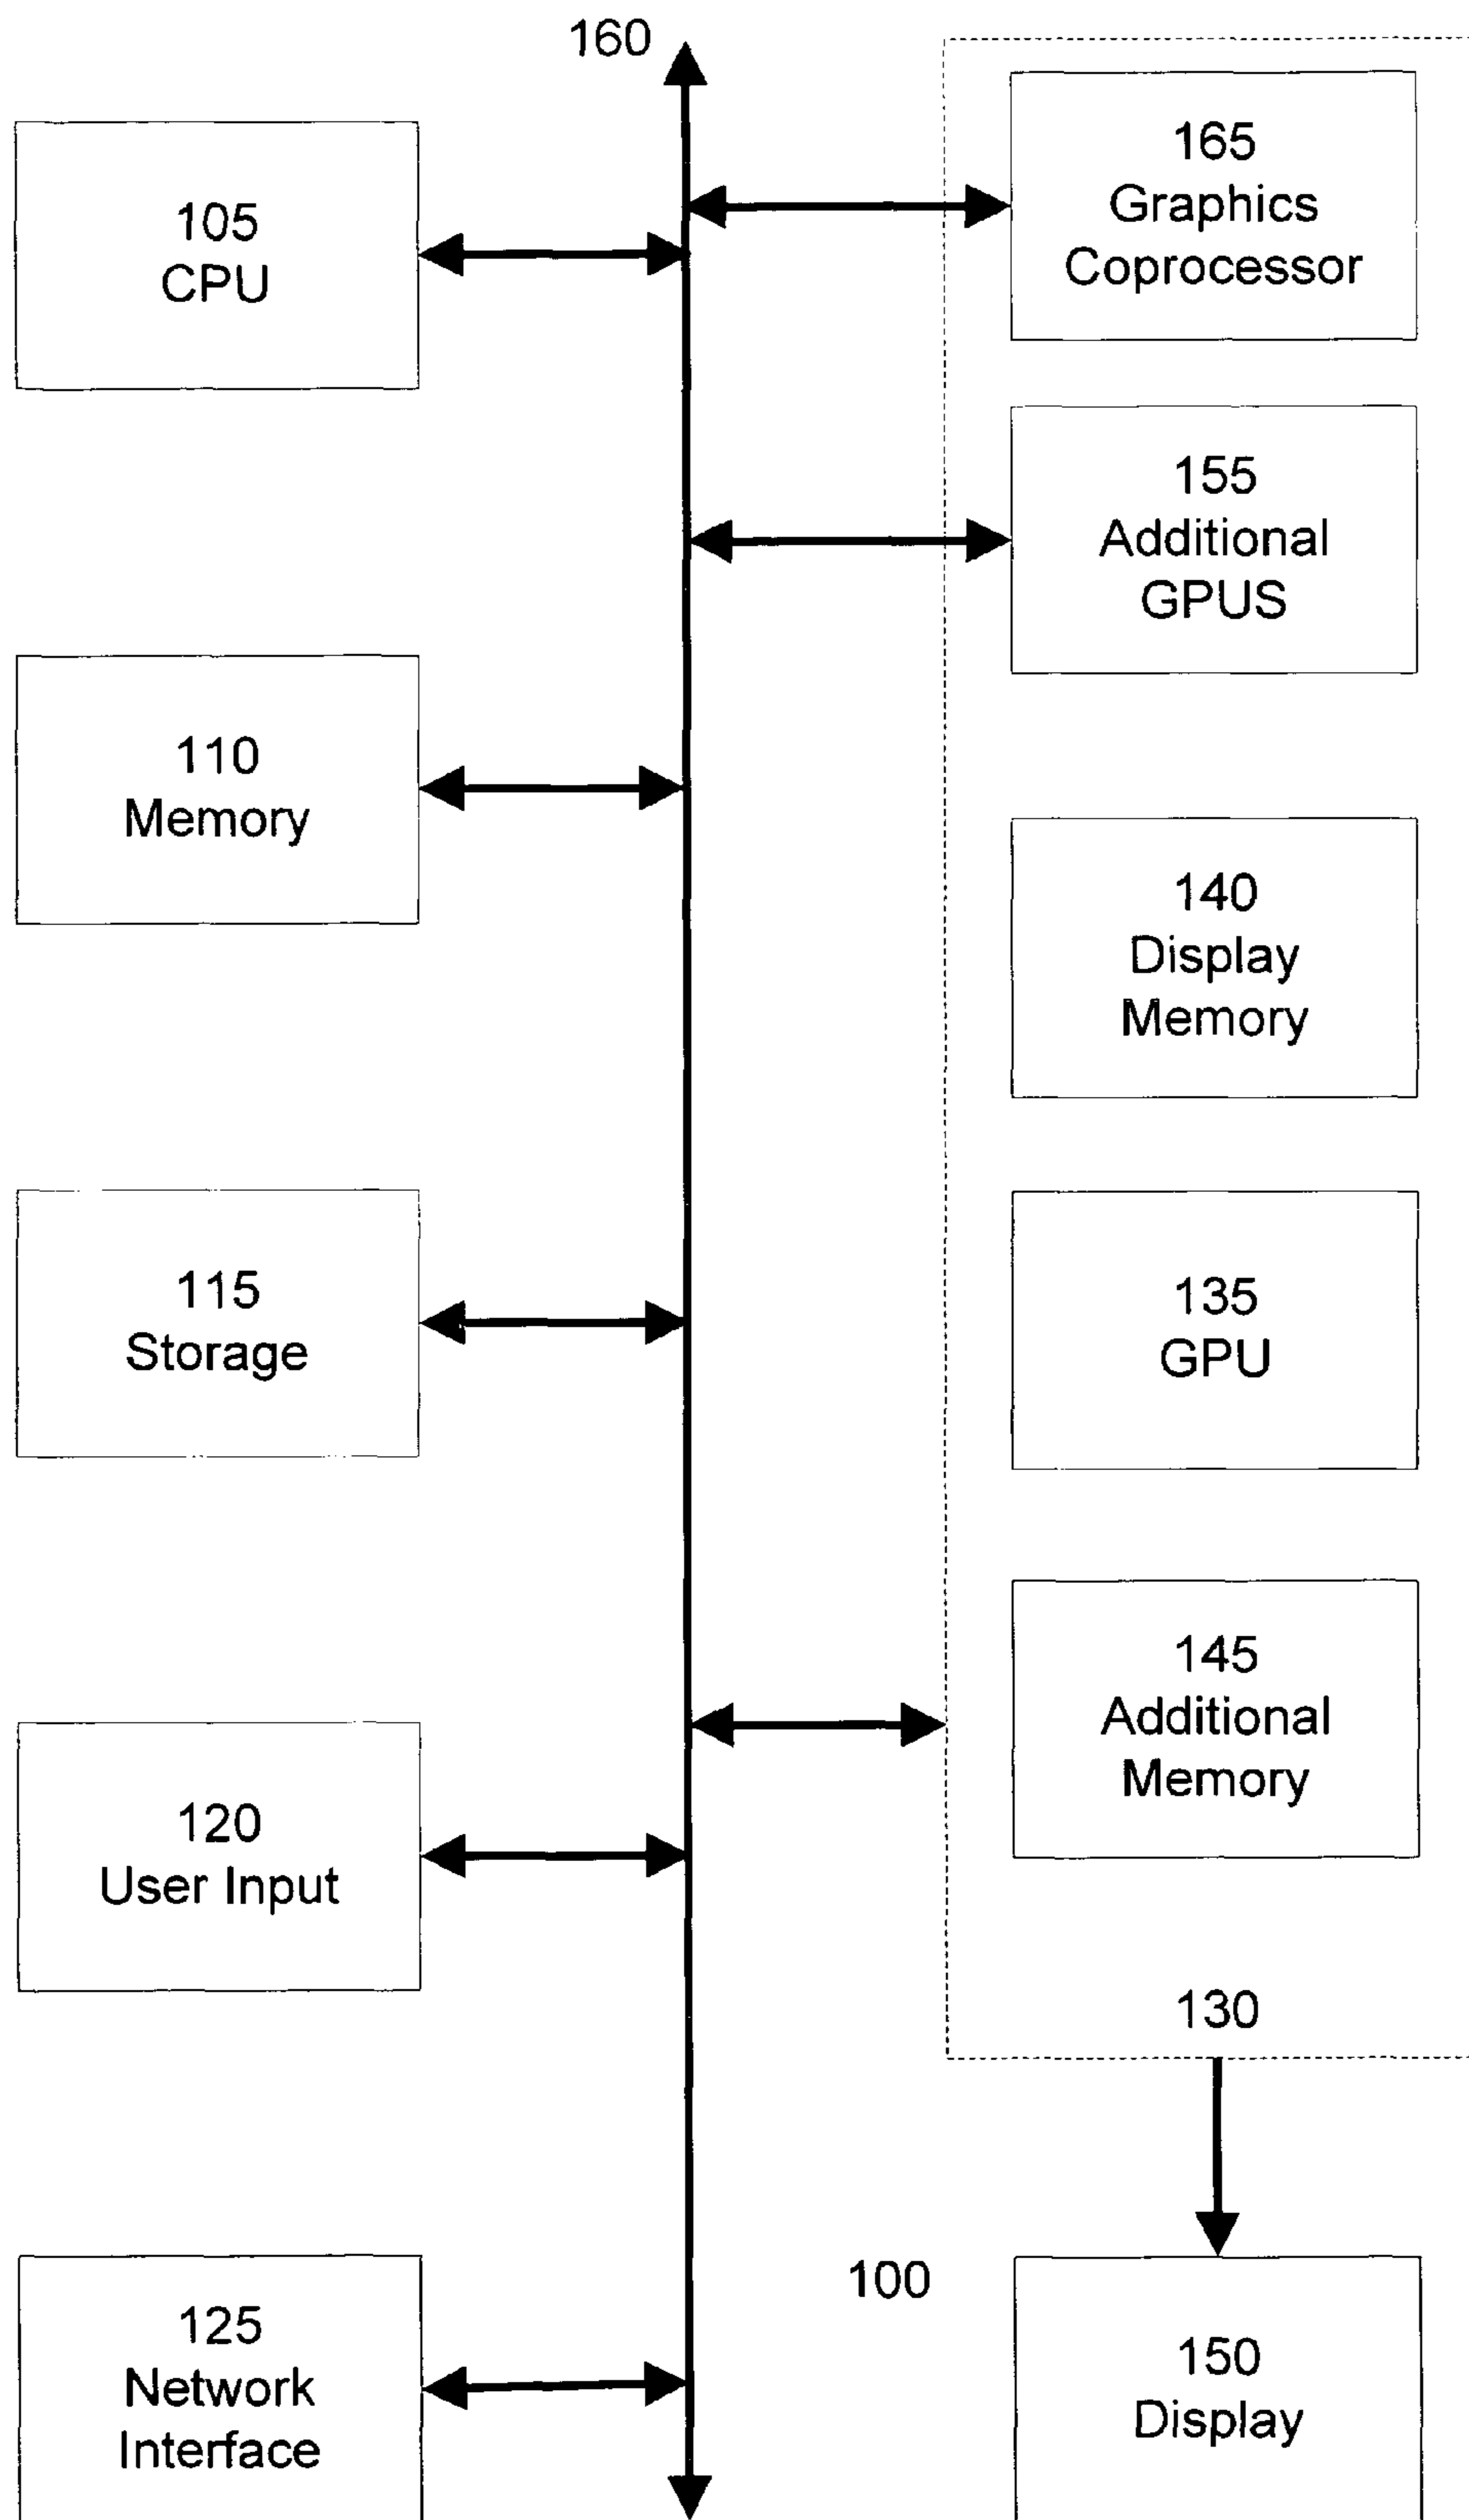 160
105
CPU
110
Memory
115
Storage
120
User Input
125
Network
Interface
165
Graphics
Coprocessor
155
Additional
GPUS
140
Display
Memory
135
GPU
145
Additional
Memory
130
100
150
Display